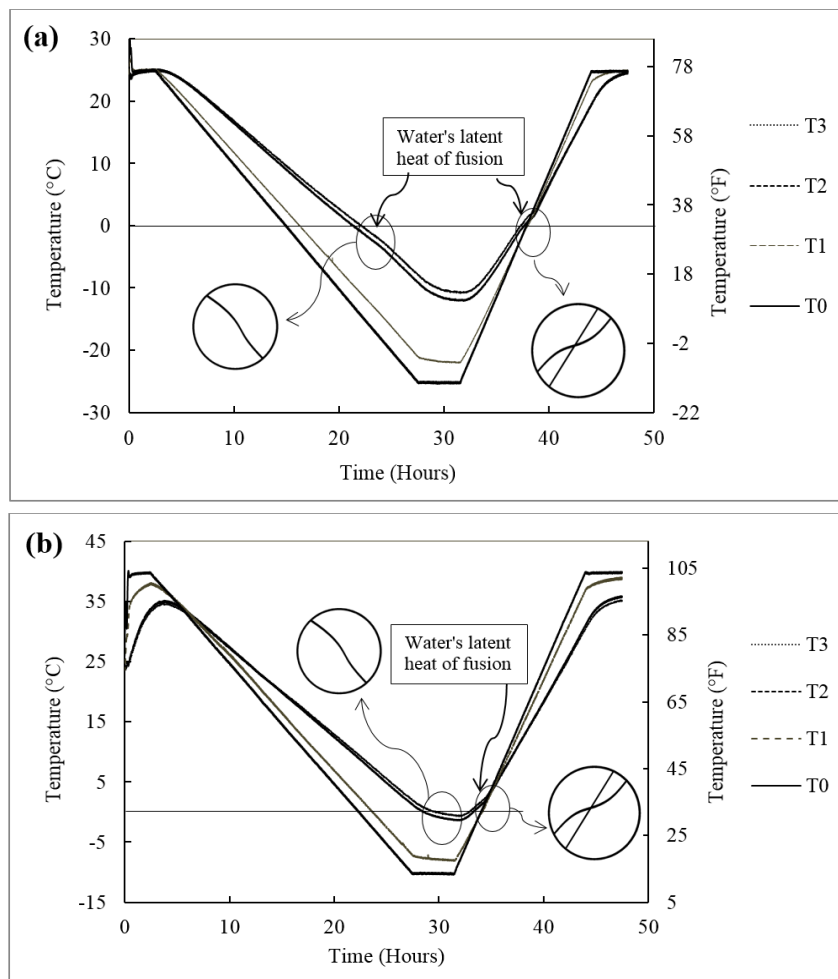 (a)
30
20
10
0
-10
-20
-30
Temperature (°C)
0
10
20
30
40
50
Time (Hours)
78
58
38
18
-2
-22
Temperature (°F)
Water's latent
heat of fusion
T3
T2
T1
T0
(b)
45
35
25
15
5
-5
-15
Temperature (°C)
0
10
20
30
40
50
Time (Hours)
105
85
65
45
25
5
Temperature (°F)
Water's latent
heat of fusion
T3
T2
T1
T0